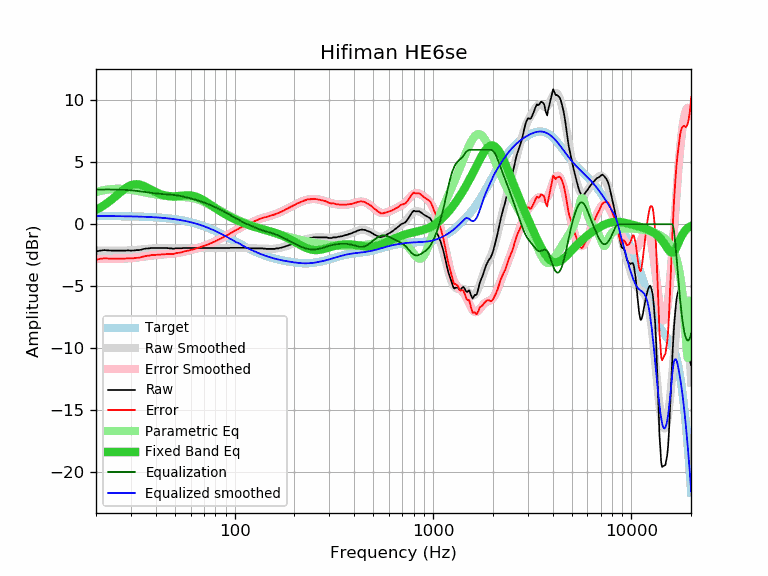 Hifiman HE6se
Amplitude (dBr)
10
5
0
−5
−10
−15
−20
Target
Raw Smoothed
Error Smoothed
Raw
Error
Parametric Eq
Fixed Band Eq
Equalization
Equalized smoothed
100
1000
10000
Frequency (Hz)